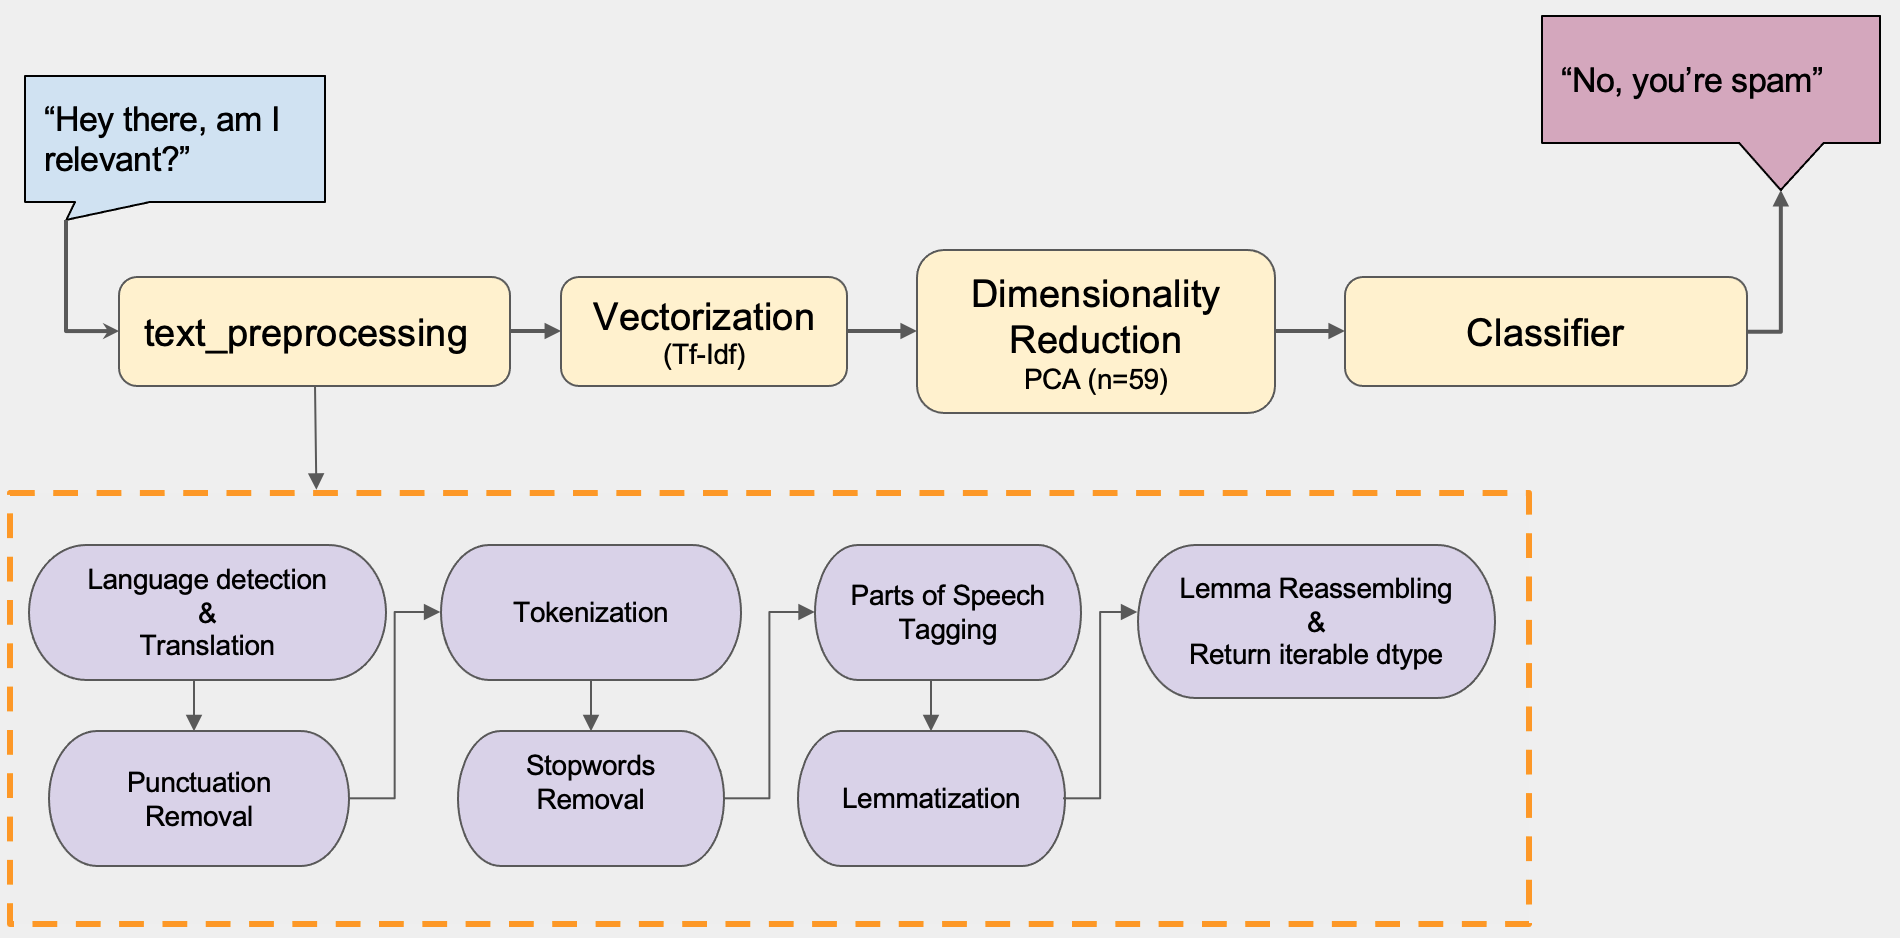 “Hey there, am I
relevant?”
“No, you’re spam”
text_preprocessing
Vectorization
(Tf-Idf)
Dimensionality
Reduction
PCA (n=59)
Classifier
Language detection
&
Translation
Punctuation
Removal
Tokenization
Stopwords
Removal
Parts of Speech
Tagging
Lemmatization
Lemma Reassembling
&
Return iterable dtype